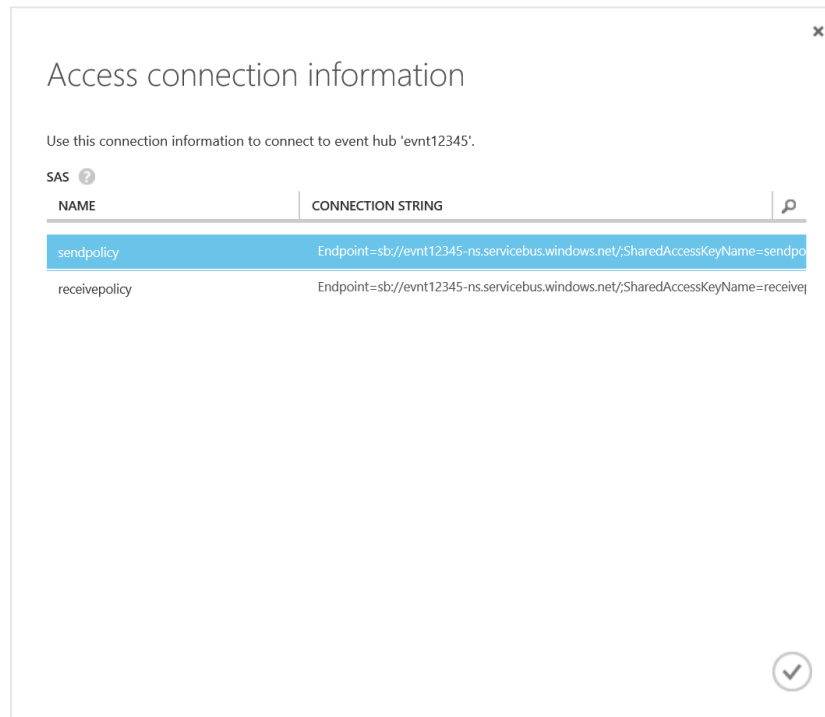 Access connection information
Use this connection information to connect to event hub 'evnt12345'.
SAS ?
NAME CONNECTION STRING
sendpolicy Endpoint=sb://evnt12345-ns.servicebus.windows.net/;SharedAccessKeyName=sendpo
receivepolicy Endpoint=sb://evnt12345-ns.servicebus.windows.net/;SharedAccessKeyName=receivep